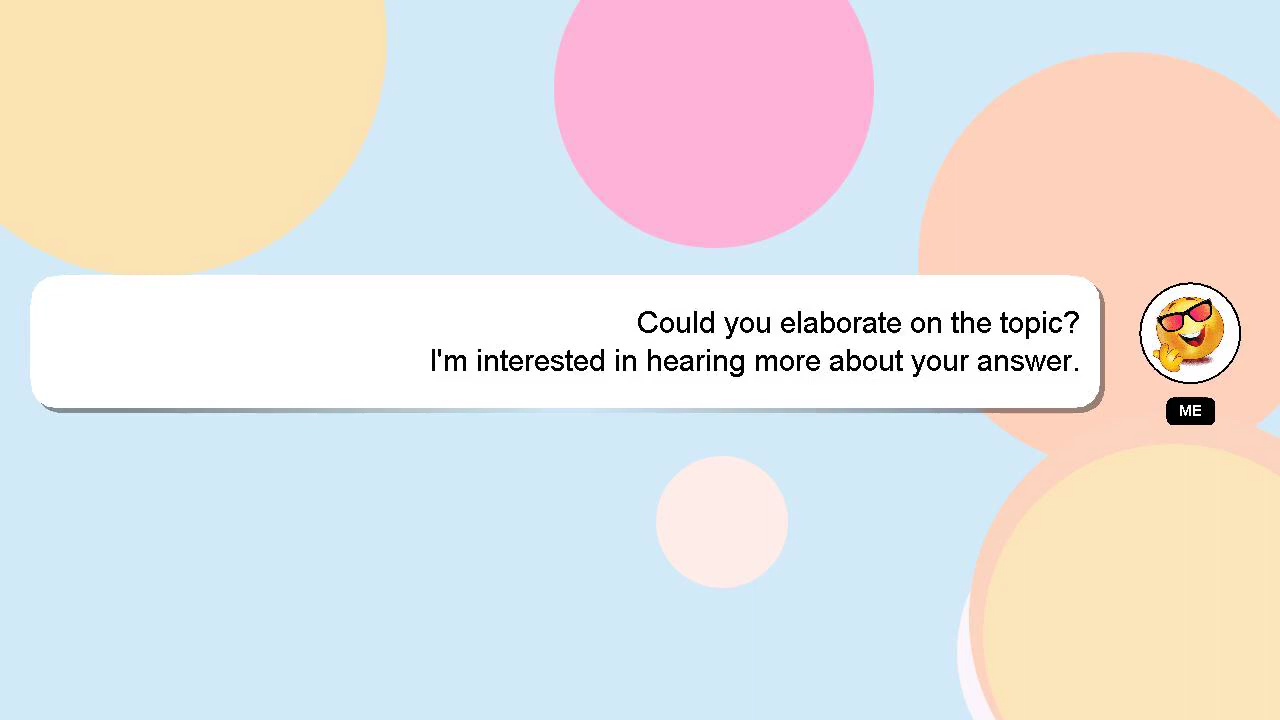 Could you elaborate on the topic?
I'm interested in hearing more about your answer.
ME